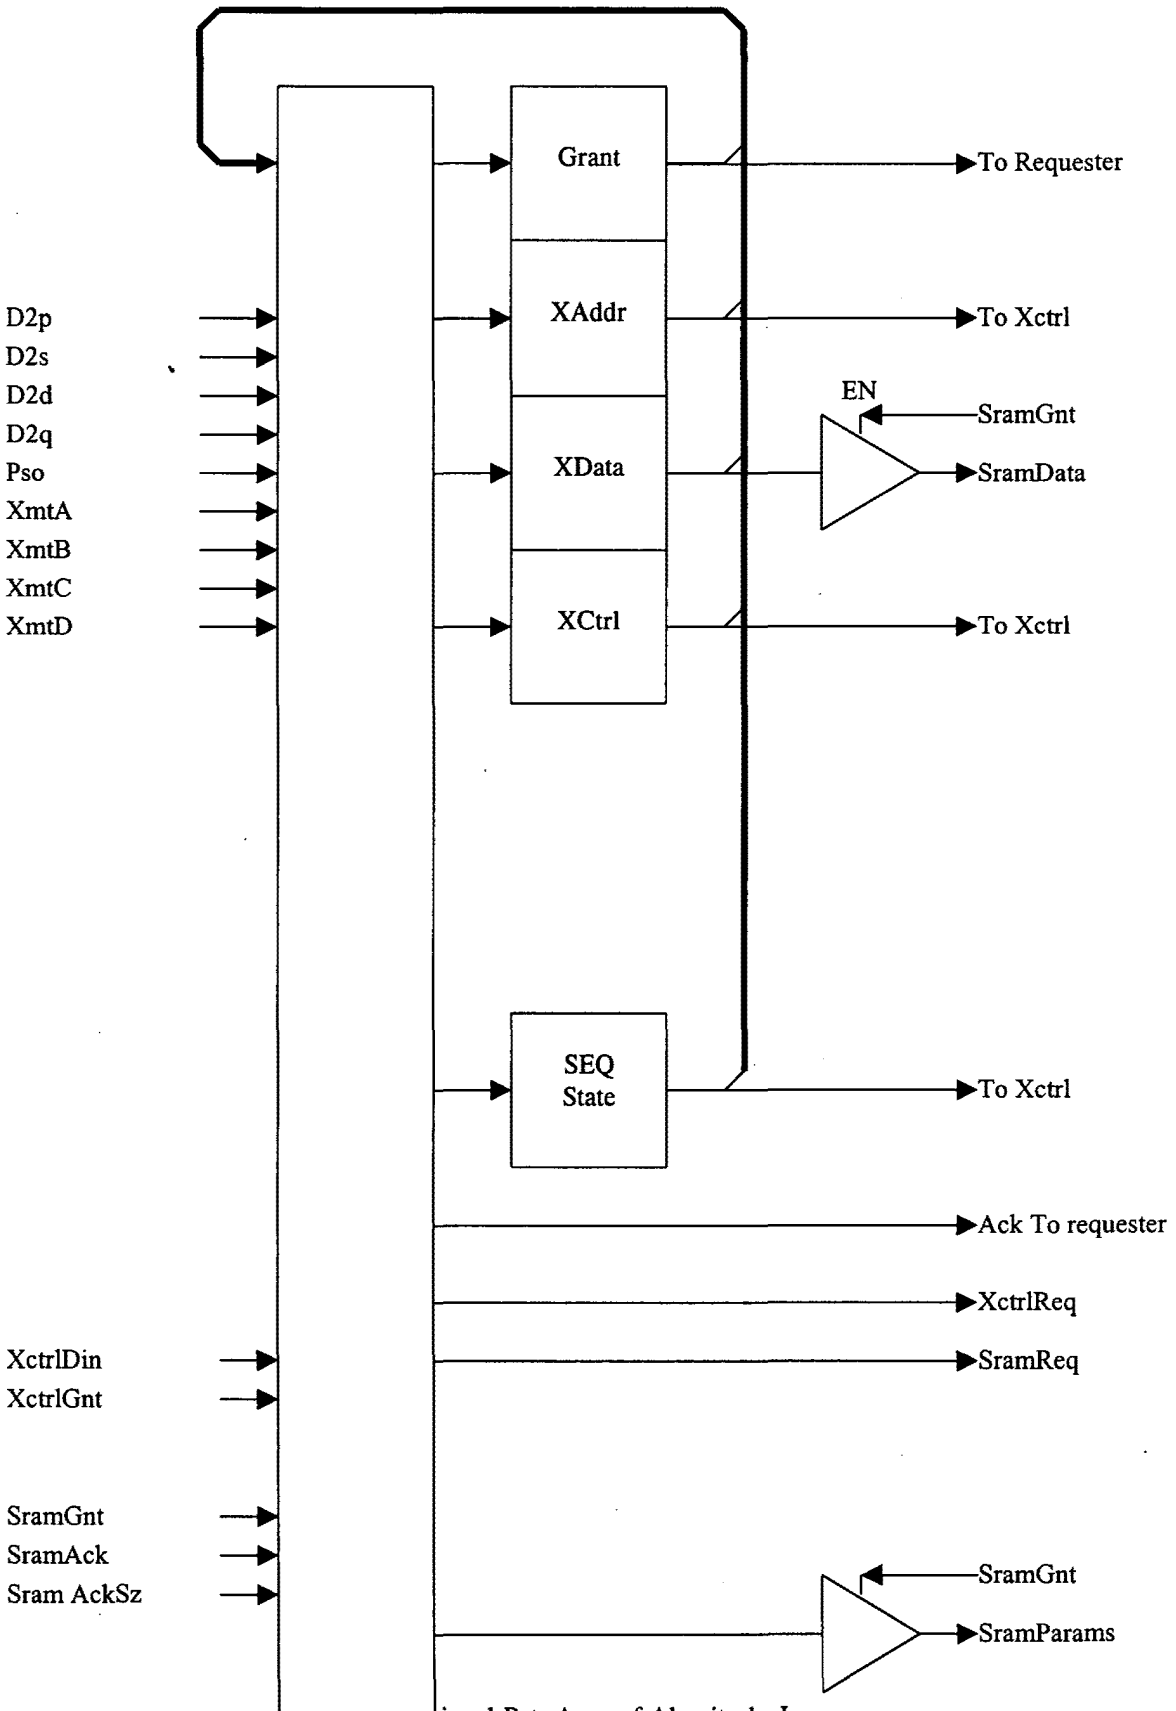 Grant
To Requester
D2p
XAddr
To Xctrl
D2s
D2d
EN
SramGnt
D2q
Pso
XData
SramData
XmtA
XmtB
XmtC
XmtD
XCtrl
To Xctrl
SEQ
State
To Xctrl
Ack To requester
XctrlReq
XctrlDin
SramReq
XctrlGnt
SramGnt
SramAck
Sram AckSz
SramGnt
SramParams